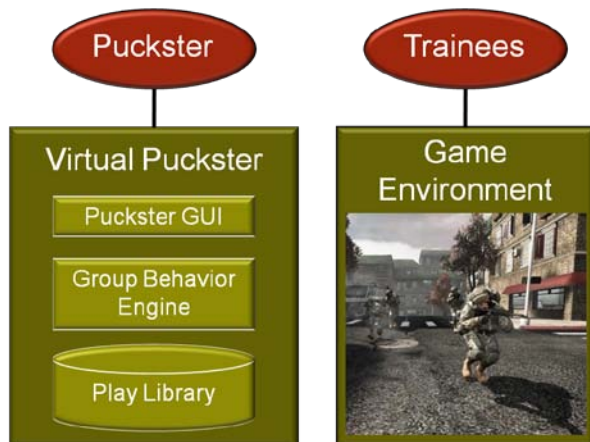 Puckster
Trainees
Virtual Puckster
Puckster GUI
Group Behavior
Engine
Play Library
Game
Environment